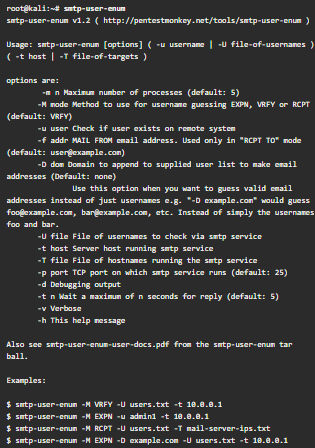 root@kali:~# smtp-user-enum
smtp-user-enum v1.2 ( http://pentestmonkey.net/tools/smtp-user-enum )
Usage: smtp-user-enum [options] ( -u username | -U file-of-usernames )
( -t host | -T file-of-targets )
options are:
-m n Maximum number of processes (default: 5)
-M mode Method to use for username guessing EXPN, VRFY or RCPT
(default: VRFY)
-u user Check if user exists on remote system
-f addr MAIL FROM email address. Used only in "RCPT TO" mode
(default: user@example.com)
-D dom Domain to append to supplied user list to make email
addresses (Default: none)
Use this option when you want to guess valid email
addresses instead of just usernames e.g. "-D example.com" would guess
foo@example.com, bar@example.com, etc. Instead of simply the usernames
foo and bar.
-U file File of usernames to check via smtp service
-t host Server host running smtp service
-T file File of hostnames running the smtp service
-p port TCP port on which smtp service runs (default: 25)
-d Debugging output
-t n Wait a maximum of n seconds for reply (default: 5)
-v Verbose
-h This help message
Also see smtp-user-enum-user-docs.pdf from the smtp-user-enum tar
ball.
Examples:
$ smtp-user-enum -M VRFY -U users.txt -t 10.0.0.1
$ smtp-user-enum -M EXPN -u admin1 -t 10.0.0.1
$ smtp-user-enum -M RCPT -U users.txt -T mail-server-ips.txt
$ smtp-user-enum -M EXPN -D example.com -U users.txt -t 10.0.0.1